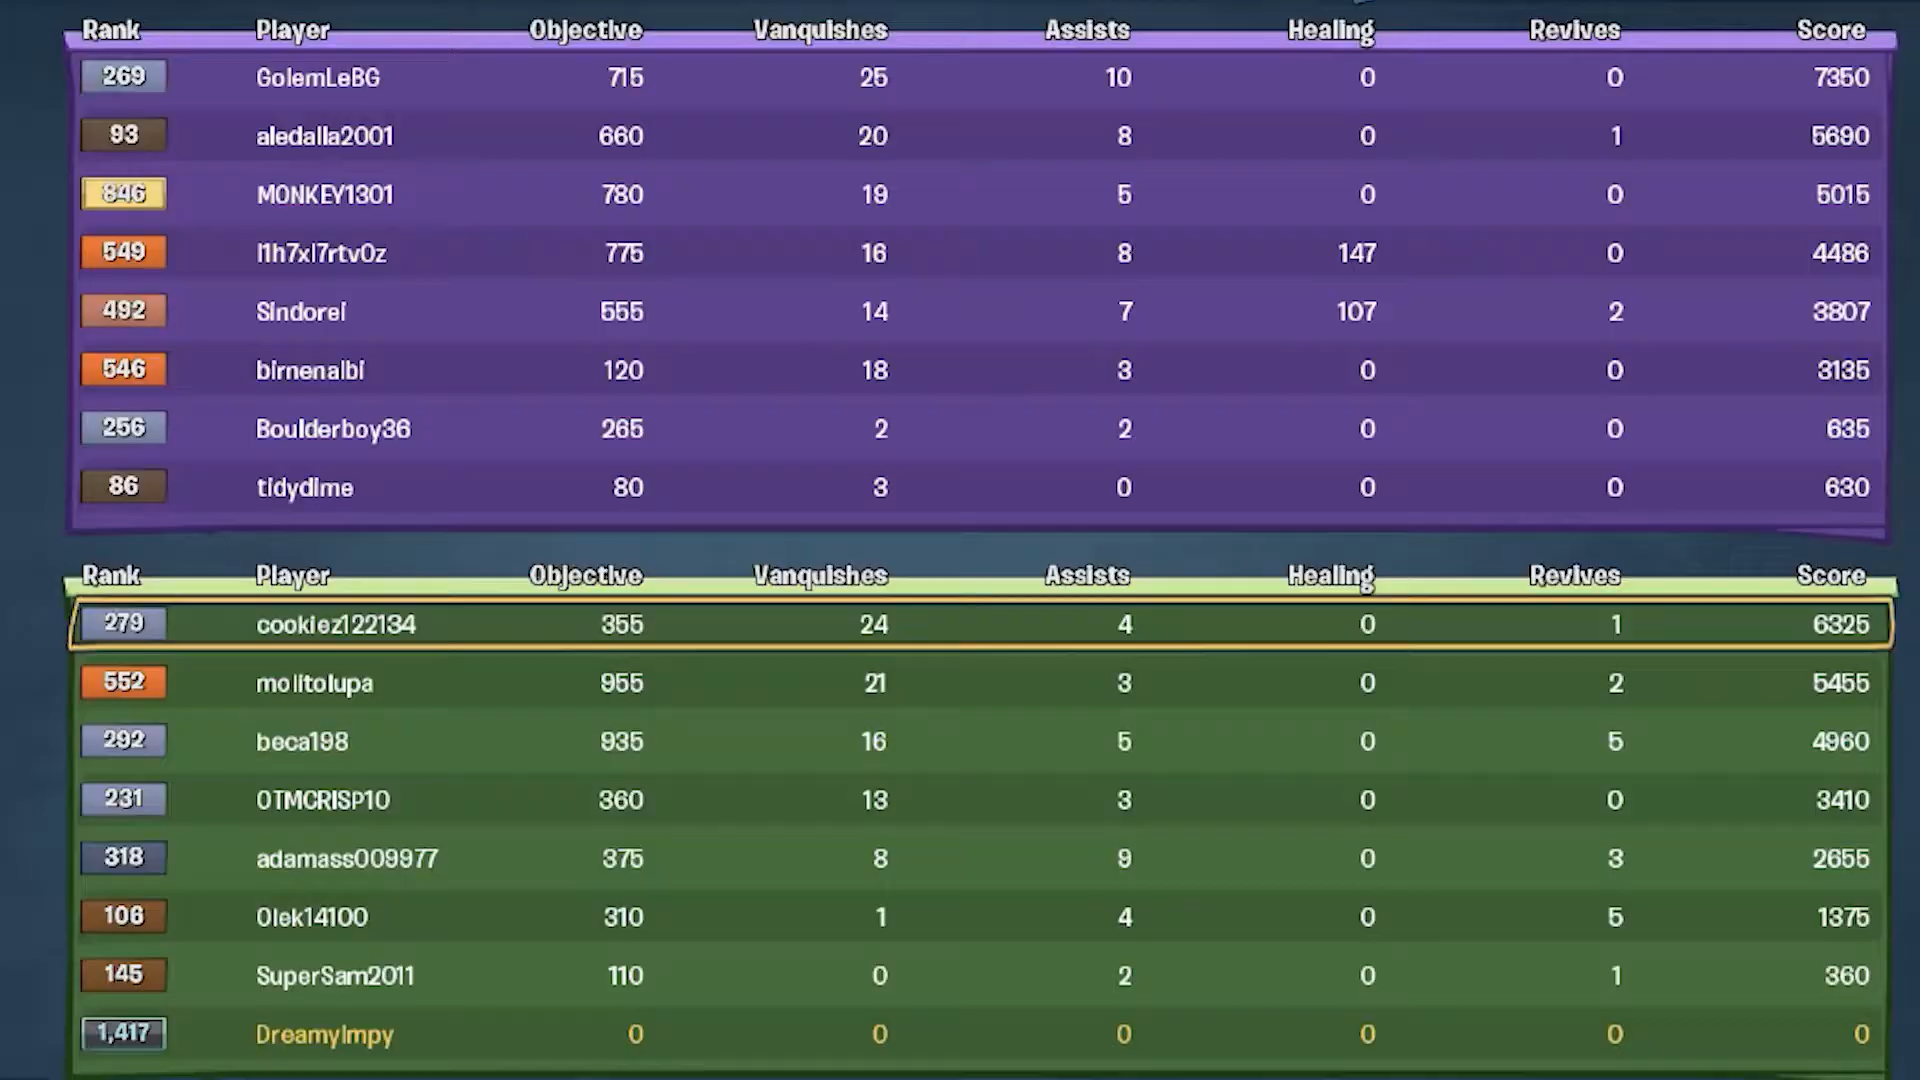 Rank Player Objective Vanquishes Assists Healing Revives Score
269 GolemLeBG 715 25 10 0 0 7350
93 aledalla2001 660 20 8 0 1 5690
846 MONKEY1301 780 19 5 0 0 5015
549 l1h7xl7rtv0z 775 16 8 147 0 4486
492 Sindorei 555 14 7 107 2 3807
546 birnenalbi 120 18 3 0 0 3135
256 Boulderboy36 265 2 2 0 0 635
86 tidydime 80 3 0 0 0 630
Rank Player Objective Vanquishes Assists Healing Revives Score
279 cookiez122134 355 24 4 0 1 6325
552 molitolupa 955 21 3 0 2 5455
292 beca198 935 16 5 0 5 4960
231 OTMCRISP10 360 13 3 0 0 3410
318 adamass009977 375 8 9 0 3 2655
106 Olek14100 310 1 4 0 5 1375
145 SuperSam2011 110 0 2 0 1 360
1,417 DreamyImpy 0 0 0 0 0 0